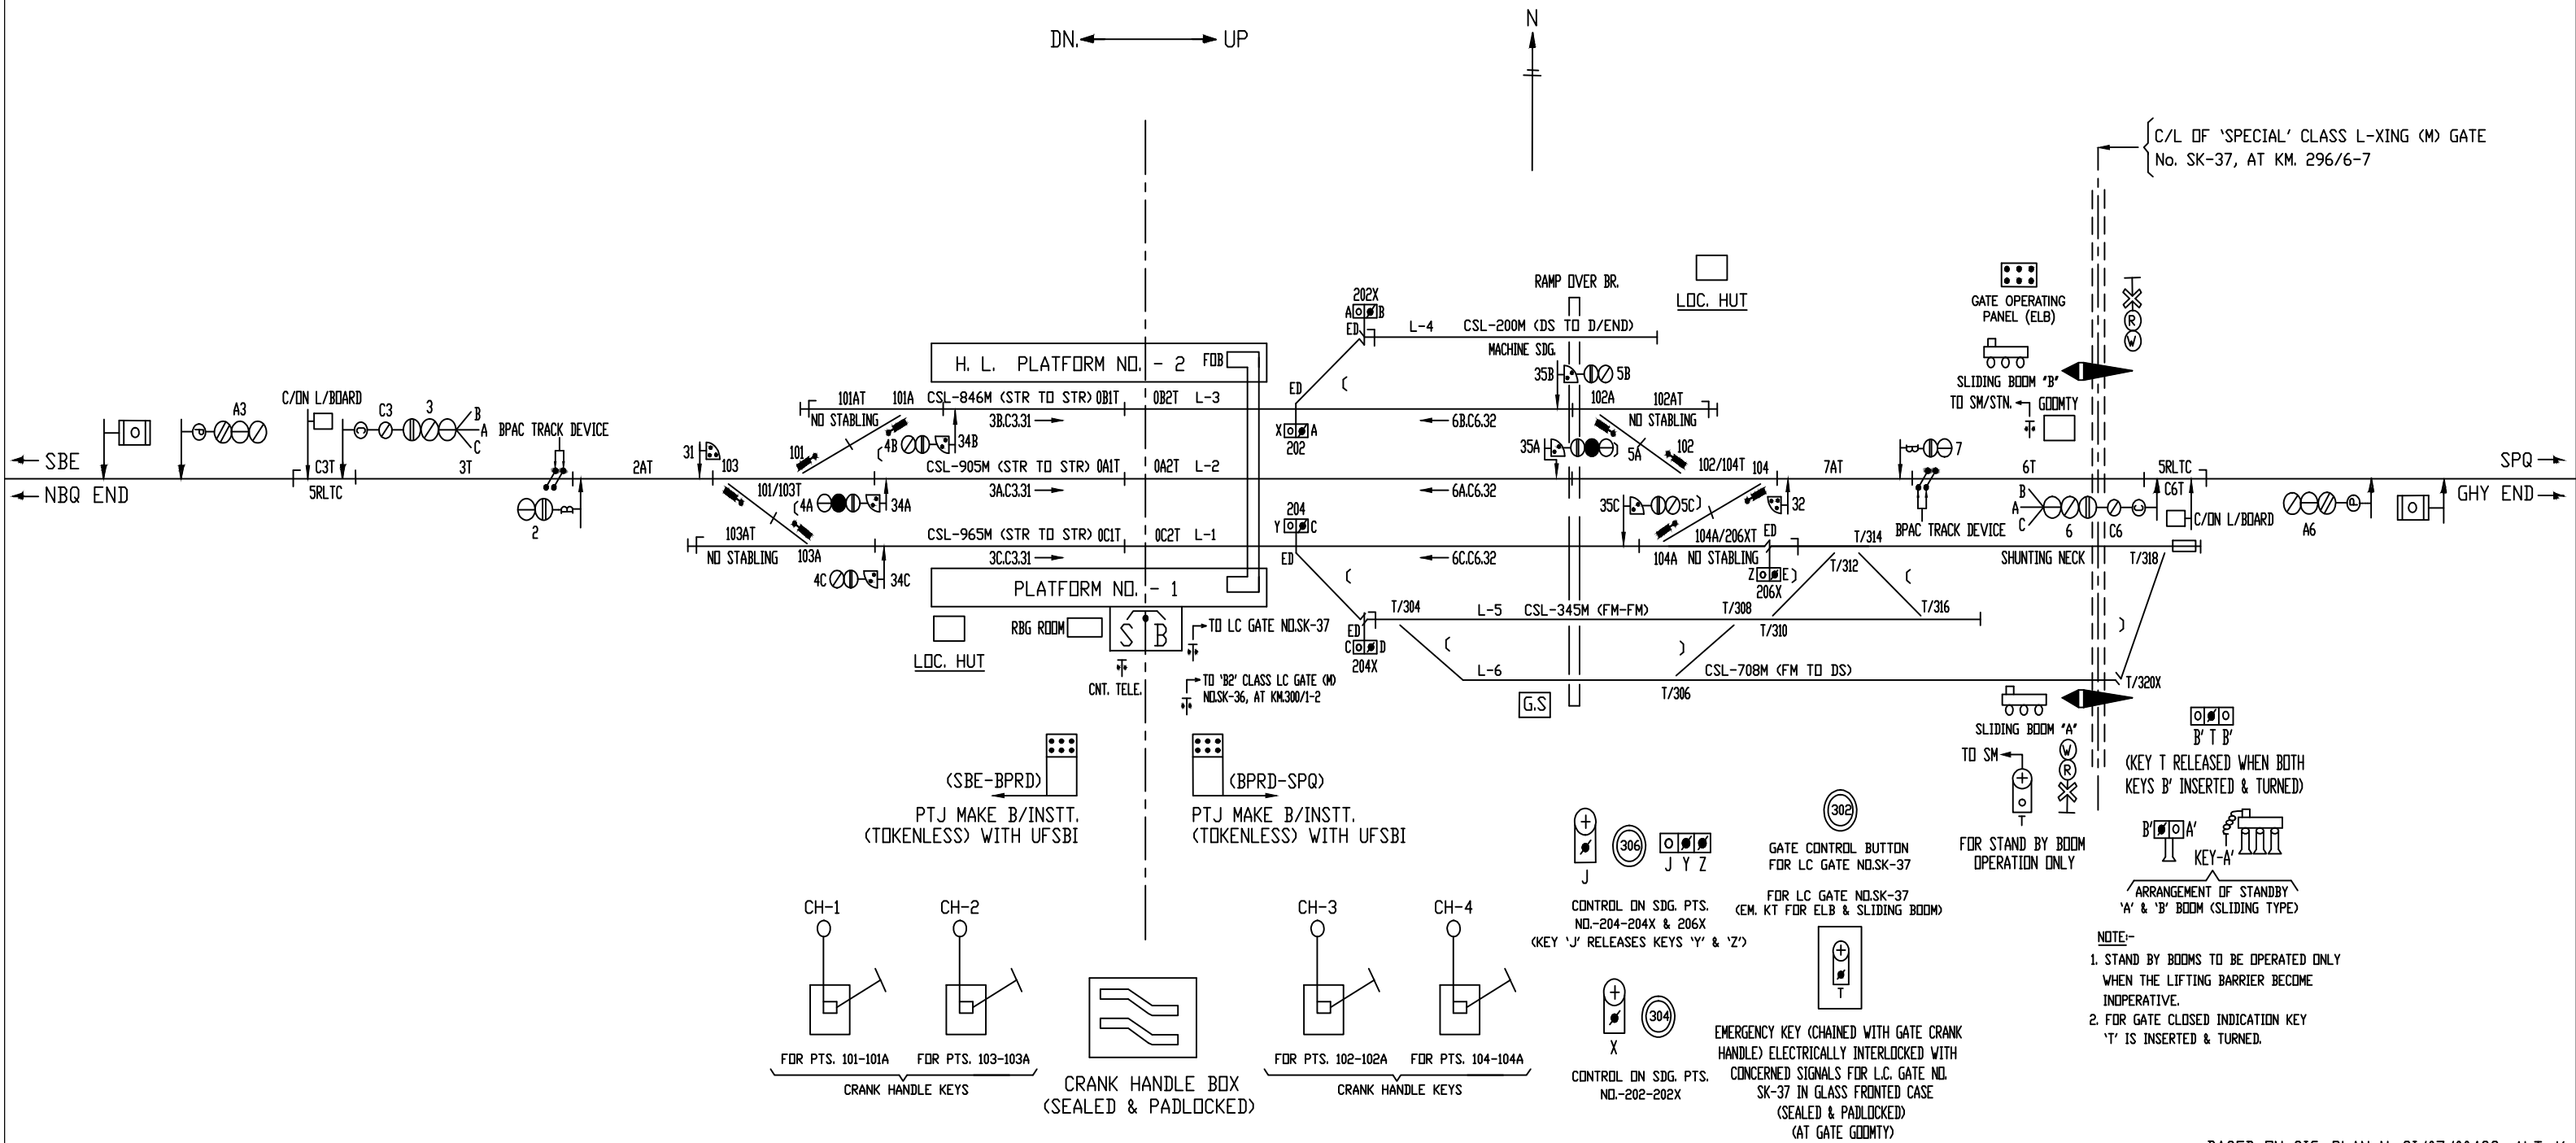 DN. UP
N
C/L OF 'SPECIAL' CLASS L-XING (M) GATE
No. SK-37, AT KM. 296/6-7
RAMP OVER BR.
LOC. HUT
GATE OPERATING
PANEL (ELB)
R
W
202X
A B
ED
L-4 CSL-200M (DS TO D/END)
MACHINE SDG.
H. L. PLATFORM NO. - 2 FOB
SLIDING BOOM "B"
TO SM/STN. GOOMTY
35B 5B
A3
C/ON L/BOARD
C3 3 B
A
C
BPAC TRACK DEVICE
101AT 101A CSL-846M (STR TO STR) 0B1T 0B2T L-3
NO STABLING 3B.C3.31
ED
X A
202
6B.C6.32
102A 102AT
NO STABLING
4B 34B
35A 5A
102
7
SBE
NBQ END
C3T
5RLTC
3T
2AT
31
103
101
CSL-905M (STR TO STR) 0A1T 0A2T L-2
3A.C3.31
6A.C6.32
102/104T 104
7AT
6T
5RLTC
C6T
SPQ
GHY END
2
101/103T
4A 34A
204
Y C
ED
35C 5C
32
B
A
C
6 C6
C/ON L/BOARD
A6
BPAC TRACK DEVICE
103AT
NO STABLING
103A
CSL-965M (STR TO STR) 0C1T 0C2T L-1
3C.C3.31
6C.C6.32
104A/206XT ED
104A NO STABLING
T/314
SHUNTING NECK
T/318
4C 34C
PLATFORM NO. - 1
Z E
206X
T/312
T/304
L-5 CSL-345M (FM-FM)
T/308
T/310
T/316
LOC. HUT
RBG ROOM
S B
TO LC GATE NO.SK-37
ED
C D
204X
CNT. TELE.
TO 'B2' CLASS LC GATE (M)
NO.SK-36, AT KM.300/1-2
L-6 CSL-708M (FM TO DS)
T/306
T/320X
G.S
SLIDING BOOM "A"
B' T B'
(KEY T RELEASED WHEN BOTH
KEYS B' INSERTED & TURNED)
TO SM
W
R
T
FOR STAND BY BOOM
OPERATION ONLY
(SBE-BPRD)
PTJ MAKE B/INSTT.
(TOKENLESS) WITH UFSBI
(BPRD-SPQ)
PTJ MAKE B/INSTT.
(TOKENLESS) WITH UFSBI
306
J
J Y Z
CONTROL ON SDG. PTS.
NO.-204-204X & 206X
(KEY 'J' RELEASES KEYS 'Y' & 'Z')
302
GATE CONTROL BUTTON
FOR LC GATE NO.SK-37
FOR LC GATE NO.SK-37
(EM. KT FOR ELB & SLIDING BOOM)
T
B' A'
KEY-A'
ARRANGEMENT OF STANDBY
'A' & 'B' BOOM (SLIDING TYPE)
NOTE:-
1. STAND BY BOOMS TO BE OPERATED ONLY
WHEN THE LIFTING BARRIER BECOME
INOPERATIVE.
2. FOR GATE CLOSED INDICATION KEY
'T' IS INSERTED & TURNED.
CH-1 CH-2
FOR PTS. 101-101A FOR PTS. 103-103A
CRANK HANDLE KEYS
CRANK HANDLE BOX
(SEALED & PADLOCKED)
CH-3 CH-4
FOR PTS. 102-102A FOR PTS. 104-104A
CRANK HANDLE KEYS
304
X
CONTROL ON SDG. PTS.
NO.-202-202X
EMERGENCY KEY (CHAINED WITH GATE CRANK
HANDLE) ELECTRICALLY INTERLOCKED WITH
CONCERNED SIGNALS FOR L.C. GATE NO.
SK-37 IN GLASS FRONTED CASE
(SEALED & PADLOCKED)
(AT GATE GOOMTY)